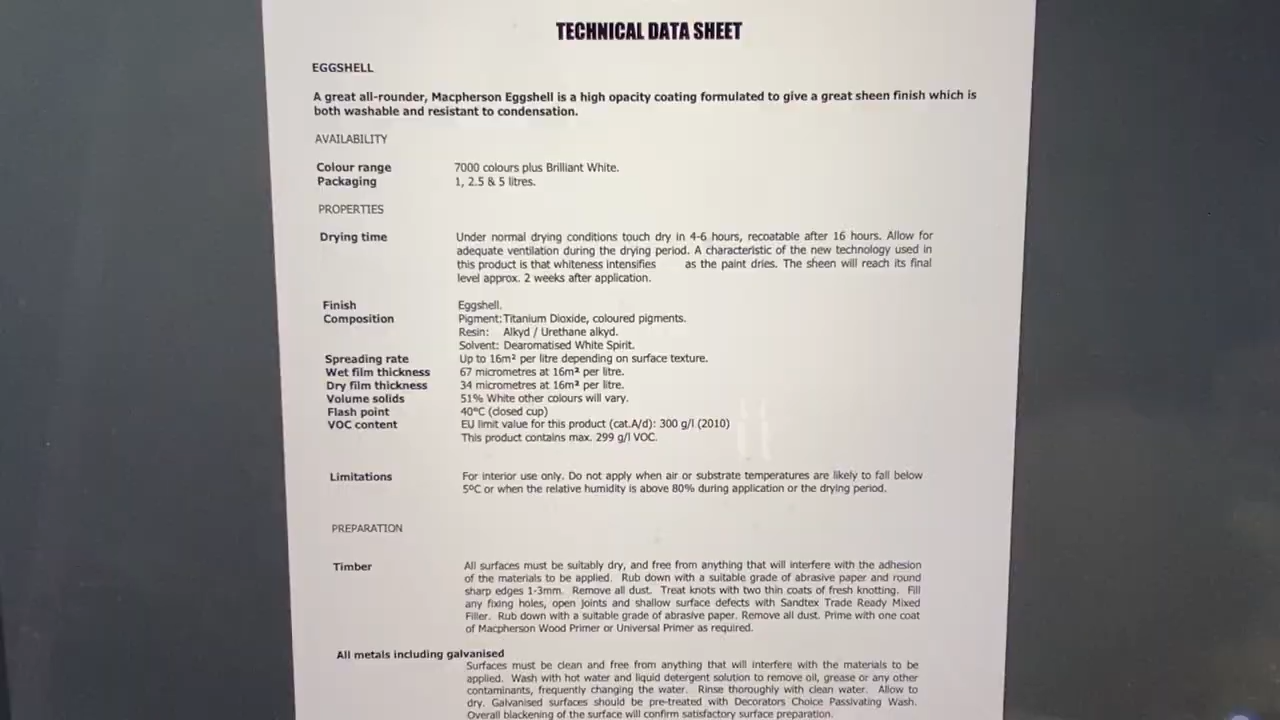 TECHNICAL DATA SHEET
EGGSHELL
A great all-rounder, Macpherson Eggshell is a high opacity coating formulated to give a great sheen finish which is
both washable and resistant to condensation.
AVAILABILITY
Colour range 7000 colours plus Brilliant White.
Packaging 1, 2.5 & 5 litres.
PROPERTIES
Drying time Under normal drying conditions touch dry in 4-6 hours, recoatable after 16 hours. Allow for
adequate ventilation during the drying period. A characteristic of the new technology used in
this product is that whiteness intensifies as the paint dries. The sheen will reach its final
level approx. 2 weeks after application.
Finish Eggshell.
Composition Pigment: Titanium Dioxide, coloured pigments.
Resin: Alkyd / Urethane alkyd.
Solvent: Dearomatised White Spirit.
Spreading rate Up to 16m² per litre depending on surface texture.
Wet film thickness 67 micrometres at 16m² per litre.
Dry film thickness 34 micrometres at 16m² per litre.
Volume solids 51% White other colours will vary.
Flash point 40°C (closed cup)
VOC content EU limit value for this product (cat.A/d): 300 g/l (2010)
This product contains max. 299 g/l VOC.
Limitations For interior use only. Do not apply when air or substrate temperatures are likely to fall below
5°C or when the relative humidity is above 80% during application or the drying period.
PREPARATION
Timber All surfaces must be suitably dry, and free from anything that will interfere with the adhesion
of the materials to be applied. Rub down with a suitable grade of abrasive paper and round
sharp edges 1-3mm. Remove all dust. Treat knots with two thin coats of fresh knotting. Fill
any fixing holes, open joints and shallow surface defects with Sandtex Trade Ready Mixed
Filler. Rub down with a suitable grade of abrasive paper. Remove all dust. Prime with one coat
of Macpherson Wood Primer or Universal Primer as required.
All metals including galvanised
Surfaces must be clean and free from anything that will interfere with the materials to be
applied. Wash with hot water and liquid detergent solution to remove oil, grease or any other
contaminants, frequently changing the water. Rinse thoroughly with clean water. Allow to
dry. Galvanised surfaces should be pre-treated with Decorators Choice Passivating Wash.
Overall blackening of the surface will confirm satisfactory surface preparation.